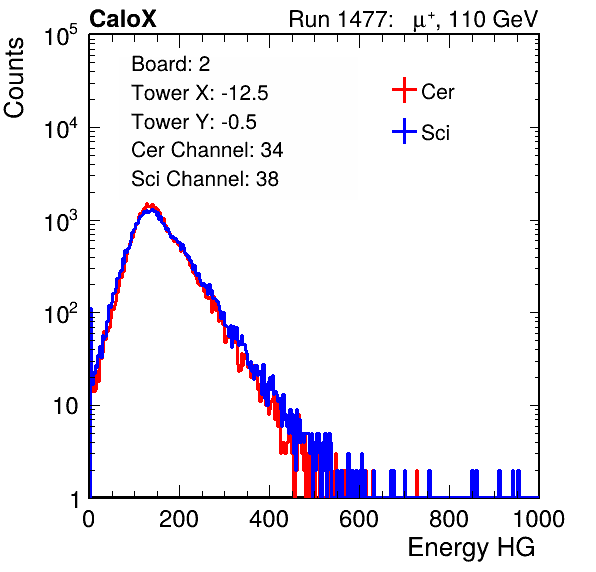 CaloX Run 1477: μ⁺, 110 GeV
Counts
10⁵
10⁴
10³
10²
10
1
Board: 2
Tower X: -12.5
Tower Y: -0.5
Cer Channel: 34
Sci Channel: 38
Cer
Sci
0 200 400 600 800 1000
Energy HG